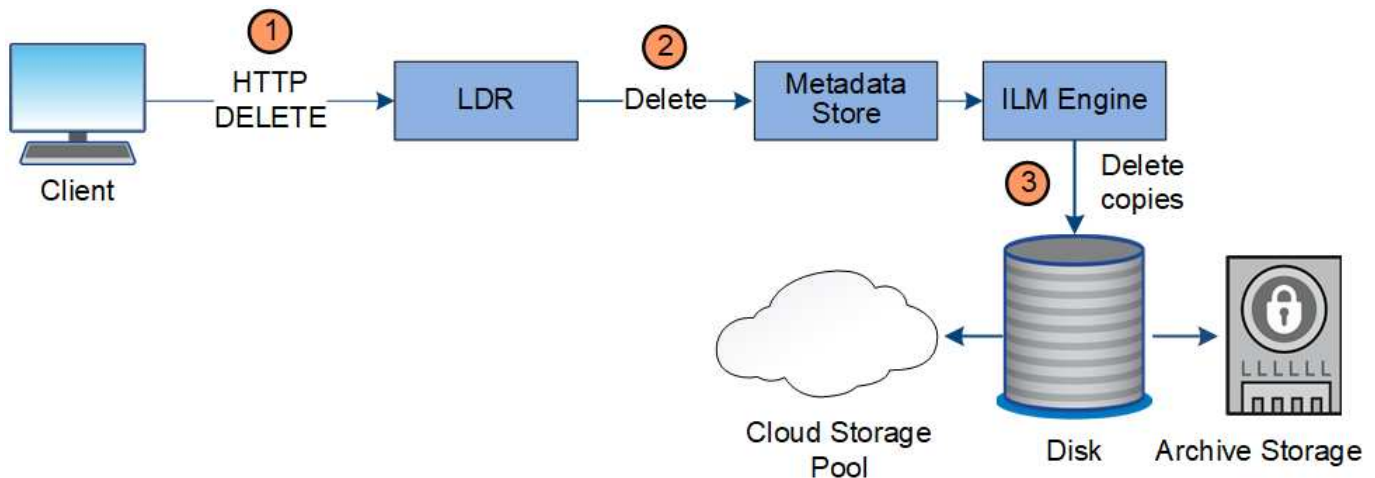 1
HTTP
DELETE
Client
LDR
2
Delete
Metadata
Store
ILM Engine
3
Delete
copies
Cloud Storage
Pool
Disk
LLLLLL
Archive Storage